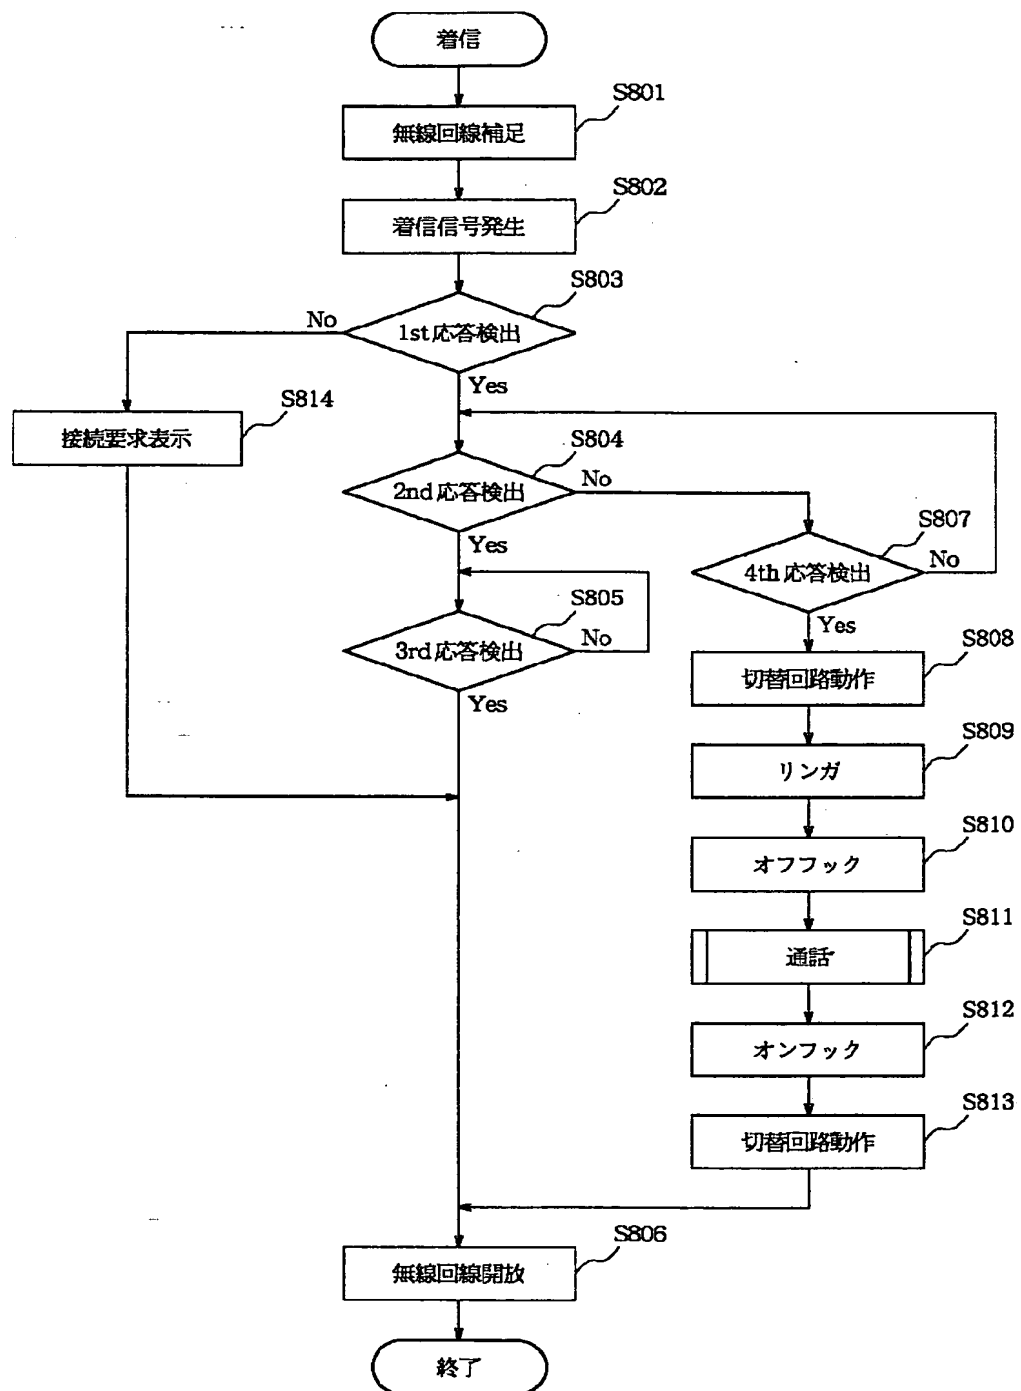 着信
S801
無線回線補足
S802
着信信号発生
S803
1st応答検出
No
Yes
S814
接続要求表示
S804
2nd応答検出
No
Yes
S807
4th応答検出
No
Yes
S805
3rd応答検出
No
Yes
S808
切替回路動作
S809
リンガ
S810
オフフック
S811
通話
S812
オンフック
S813
切替回路動作
S806
無線回線開放
終了